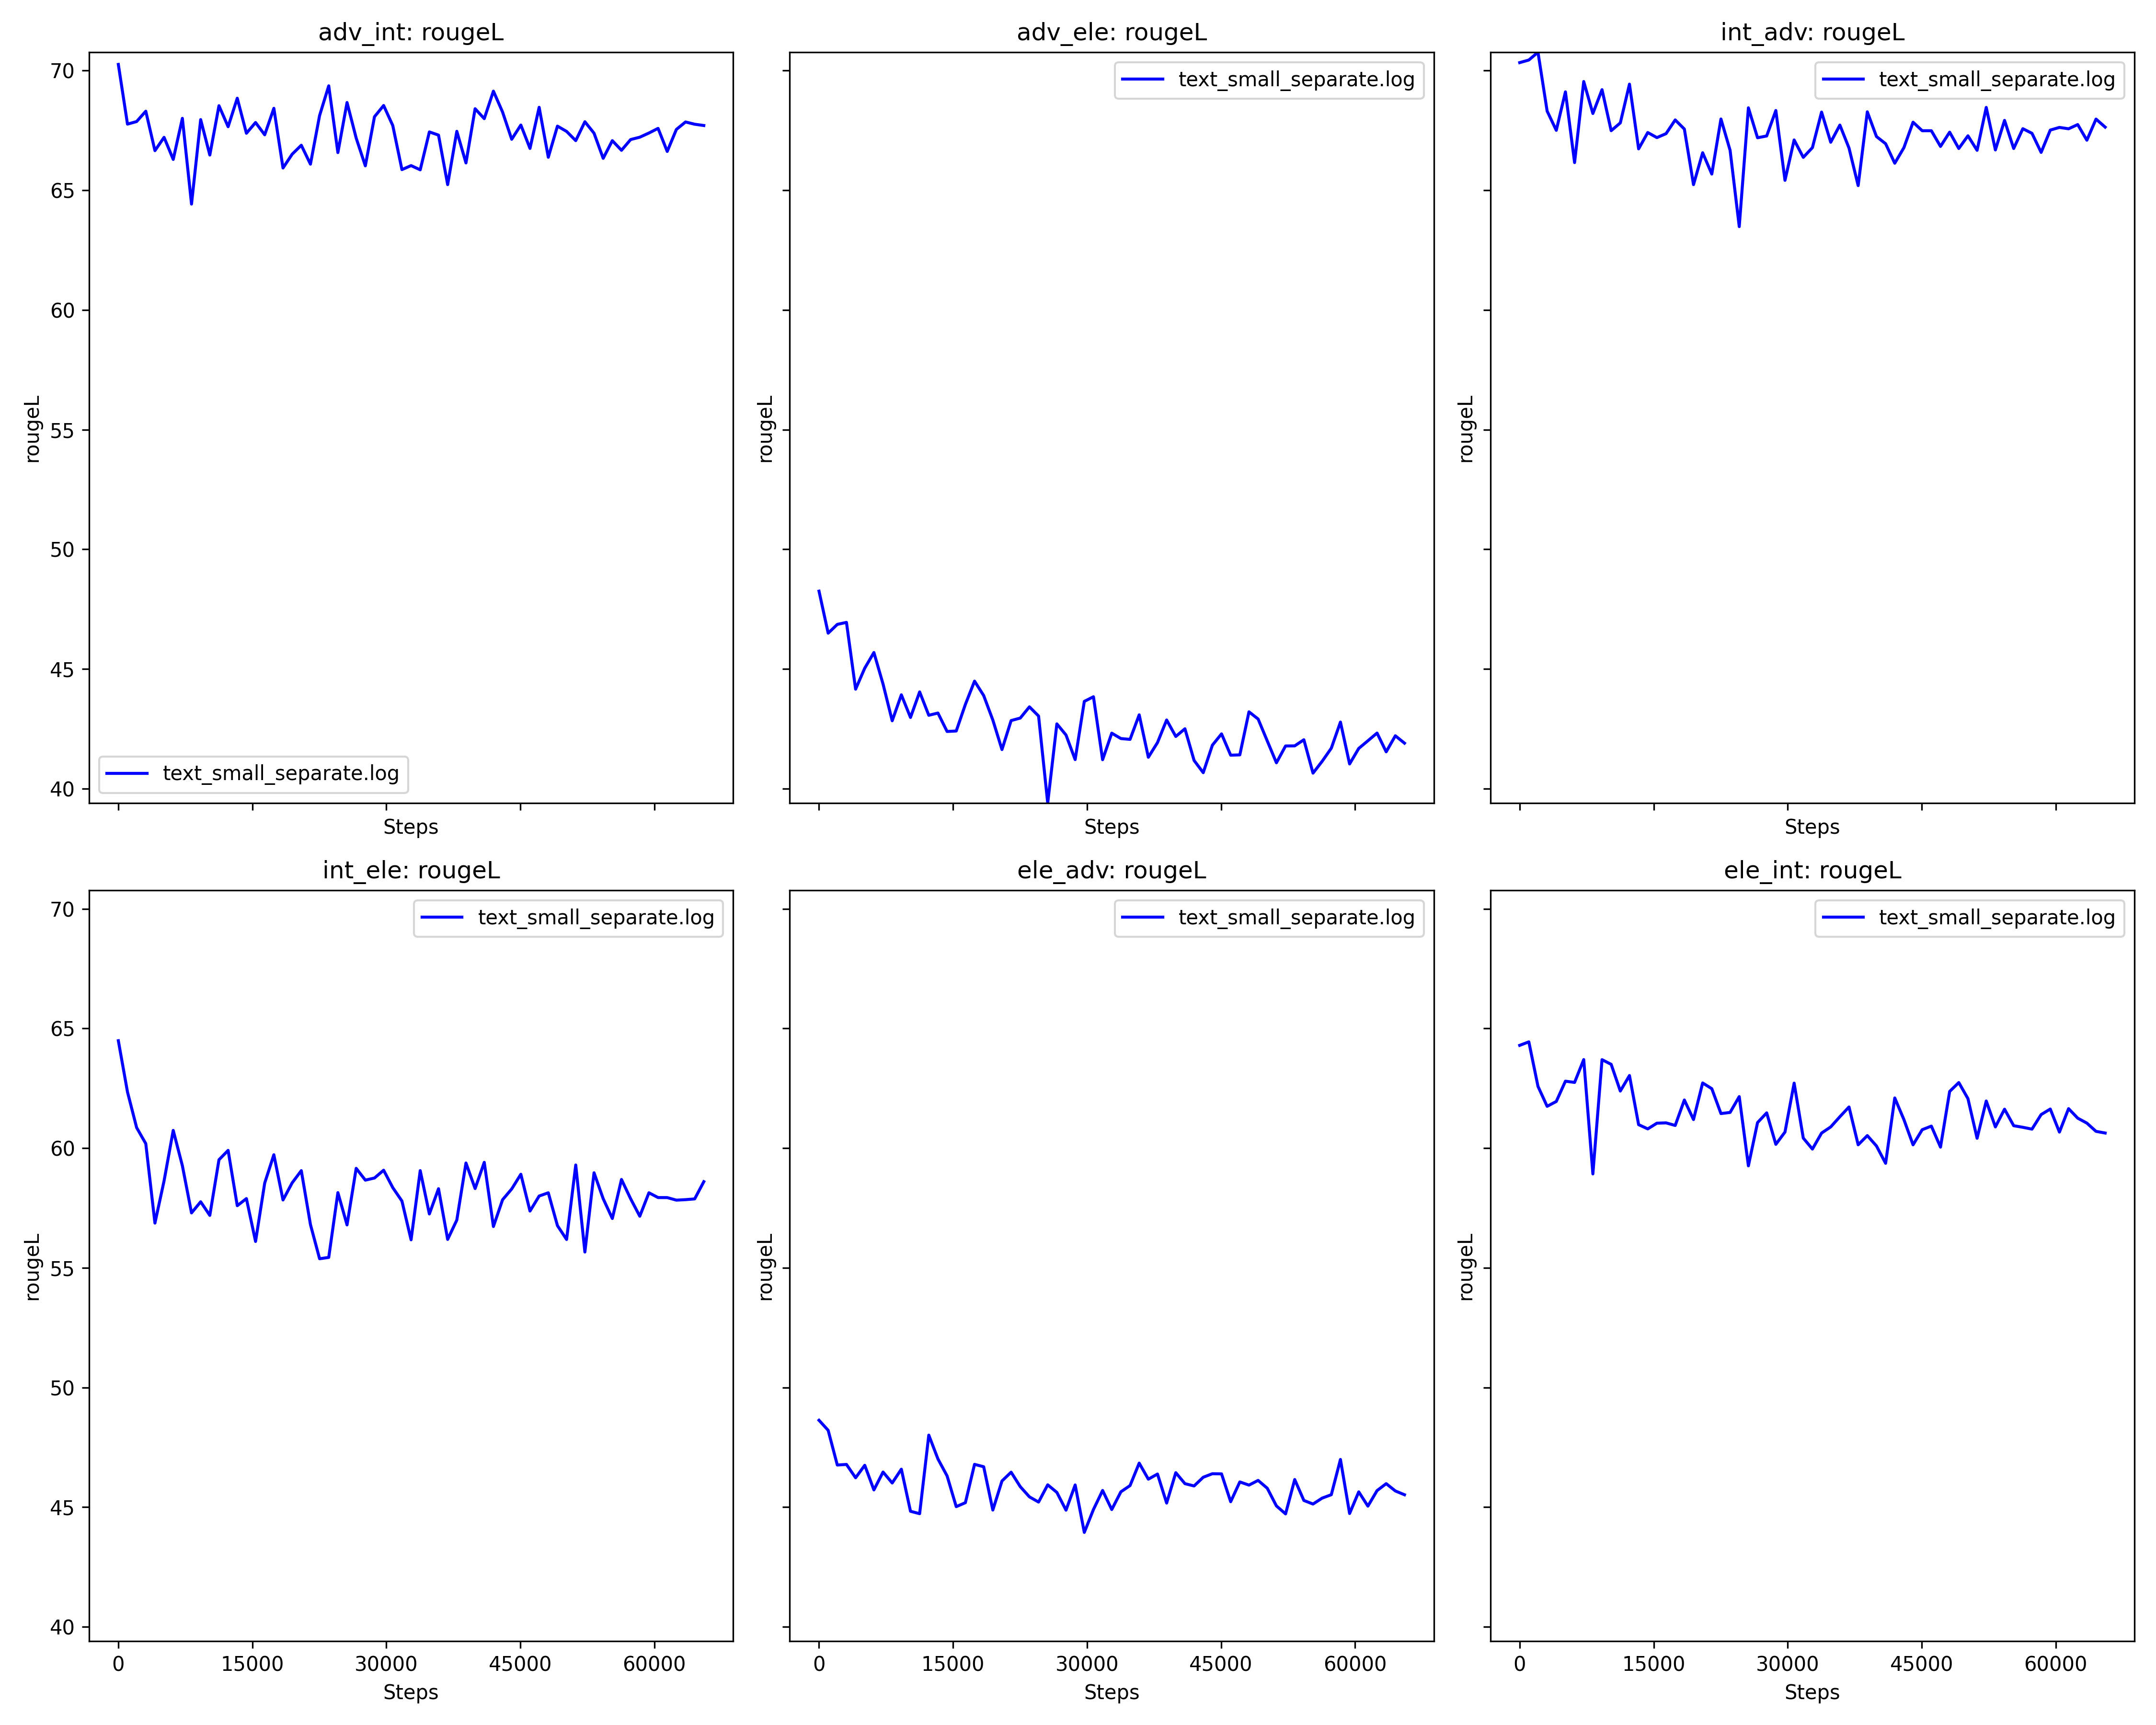 adv_int: rougeL
adv_ele: rougeL
int_adv: rougeL
70
65
60
55
50
45
40
rougeL
rougeL
rougeL
text_small_separate.log
text_small_separate.log
text_small_separate.log
Steps
Steps
Steps
int_ele: rougeL
ele_adv: rougeL
ele_int: rougeL
70
65
60
55
50
45
40
rougeL
rougeL
rougeL
text_small_separate.log
text_small_separate.log
text_small_separate.log
0 15000 30000 45000 60000
0 15000 30000 45000 60000
0 15000 30000 45000 60000
Steps
Steps
Steps